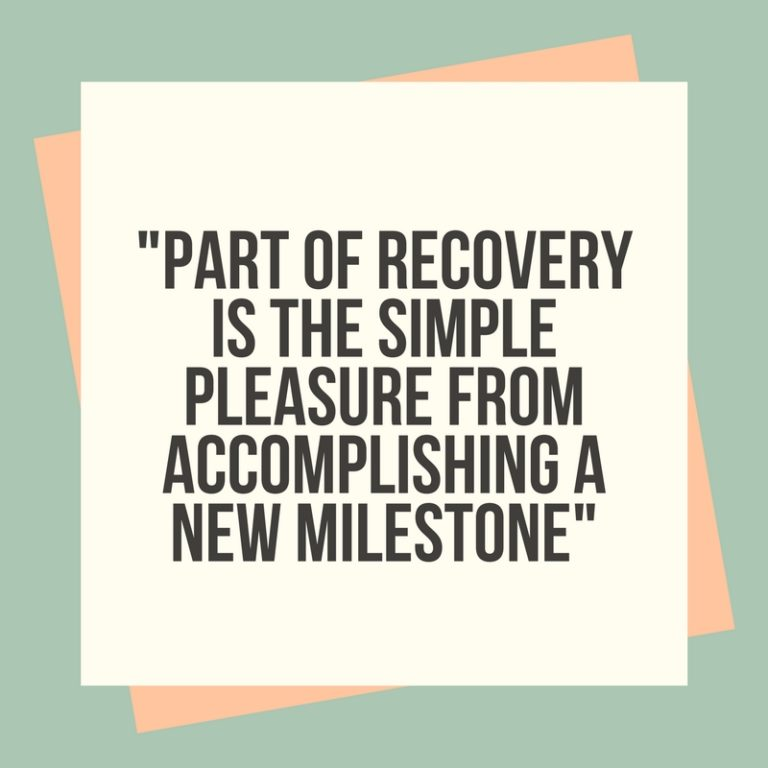 "PART OF RECOVERY
IS THE SIMPLE
PLEASURE FROM
ACCOMPLISHING A
NEW MILESTONE"